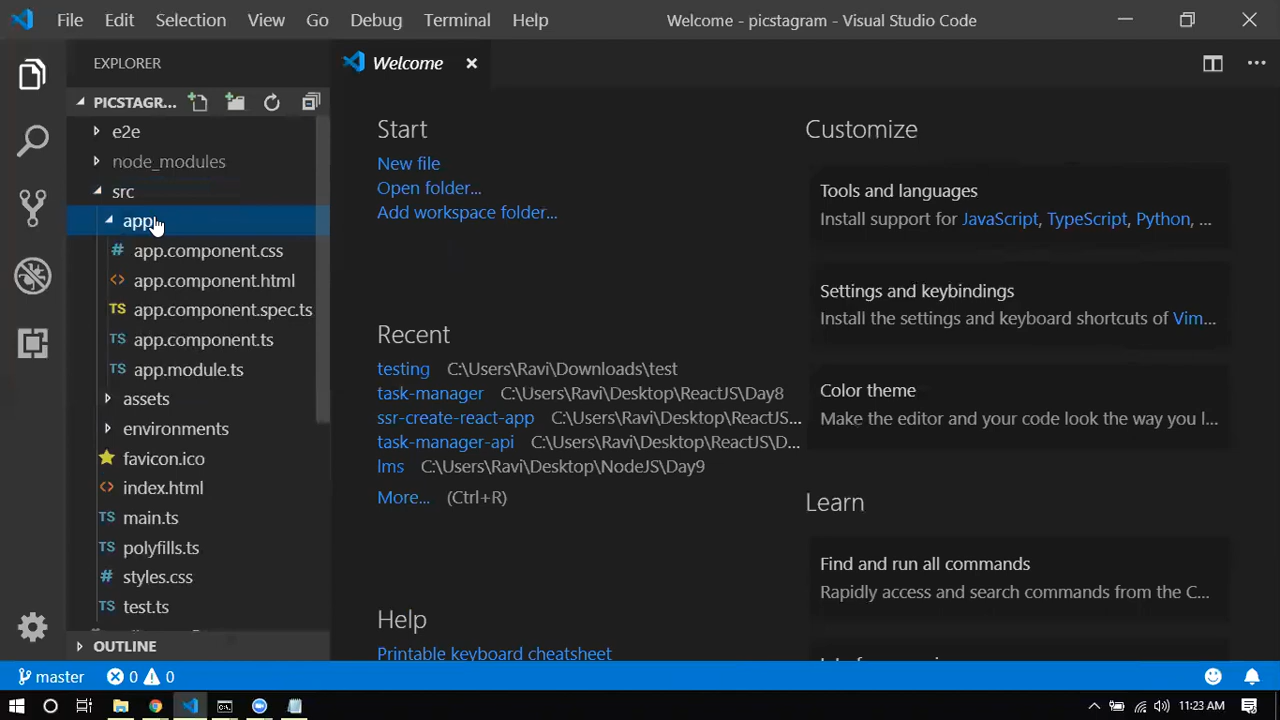 File Edit Selection View Go Debug Terminal Help Welcome - picstagram - Visual Studio Code
EXPLORER
PICSTAGR...
e2e
node_modules
src
app
# app.component.css
<> app.component.html
TS app.component.spec.ts
TS app.component.ts
TS app.module.ts
assets
environments
favicon.ico
<> index.html
TS main.ts
TS polyfills.ts
# styles.css
TS test.ts
OUTLINE
Welcome
Start
New file
Open folder...
Add workspace folder...
Recent
testing C:\Users\Ravi\Downloads\test
task-manager C:\Users\Ravi\Desktop\ReactJS\Day8
ssr-create-react-app C:\Users\Ravi\Desktop\ReactJS...
task-manager-api C:\Users\Ravi\Desktop\ReactJS\D...
lms C:\Users\Ravi\Desktop\NodeJS\Day9
More... (Ctrl+R)
Help
Printable keyboard cheatsheet
Customize
Tools and languages
Install support for JavaScript, TypeScript, Python, ...
Settings and keybindings
Install the settings and keyboard shortcuts of Vim...
Color theme
Make the editor and your code look the way you l...
Learn
Find and run all commands
Rapidly access and search commands from the C...
master 0 0
11:23 AM